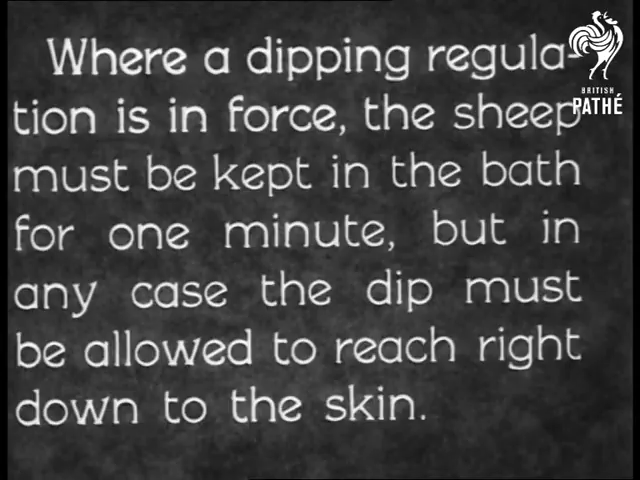 Where a dipping regula-
tion is in force, the sheep
must be kept in the bath
for one minute, but in
any case the dip must
be allowed to reach right
down to the skin.
BRITISH
PATHÉ